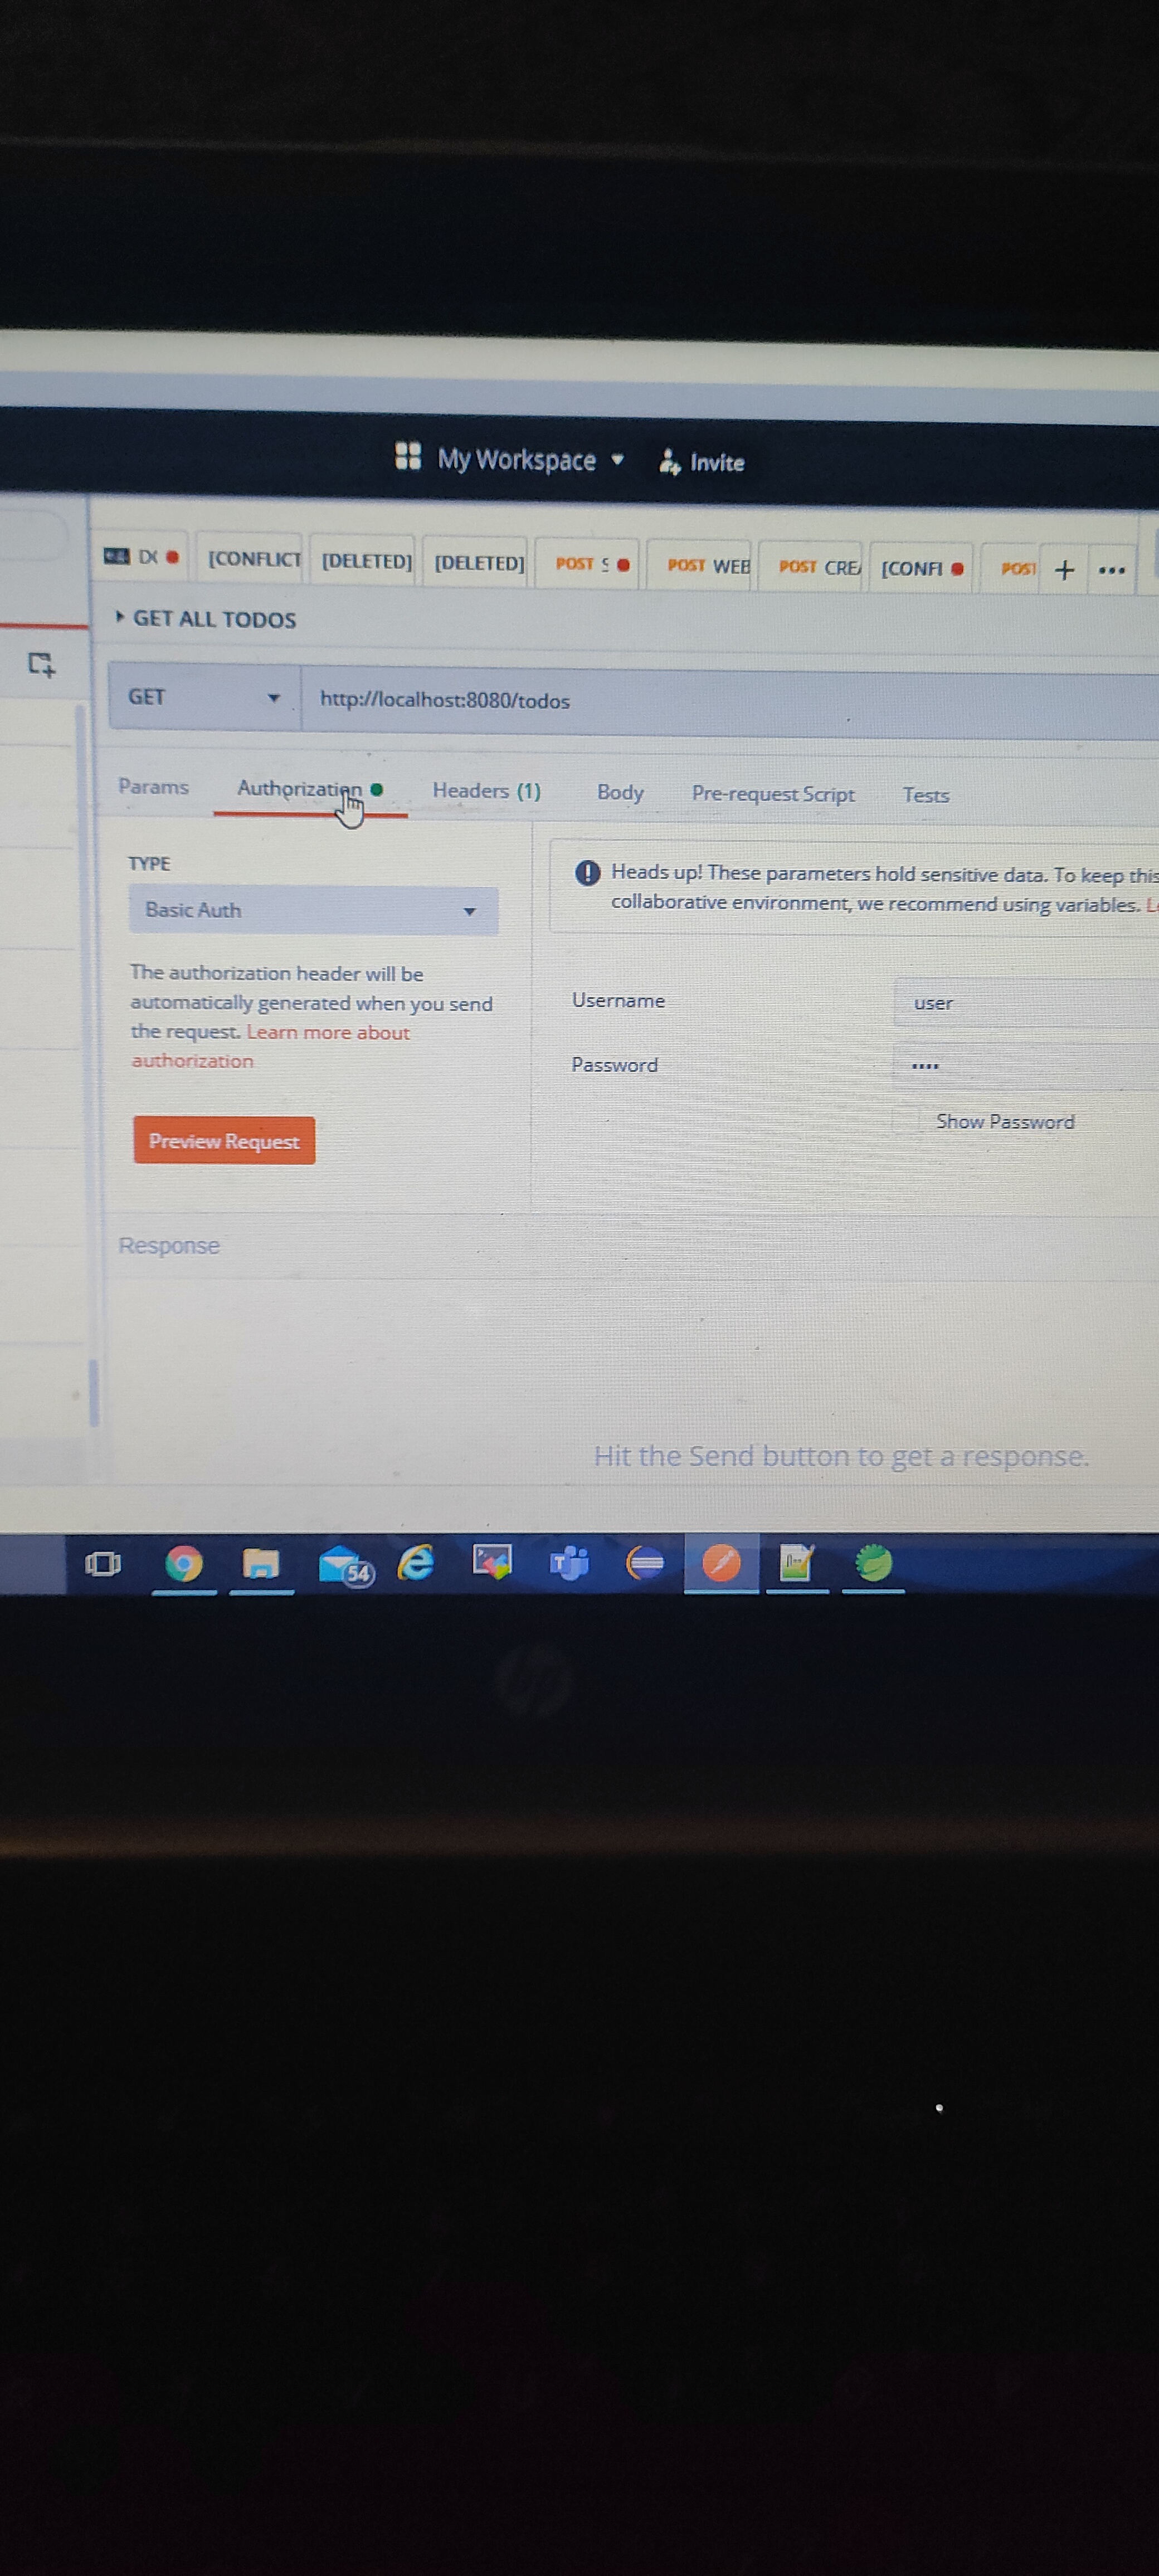 My Workspace Invite
[CONFLICT [DELETED] [DELETED] POST S POST WEB POST CRE [CONFI POST + •••
GET ALL TODOS
GET http://localhost:8080/todos
Params Authorization Headers (1) Body Pre-request Script Tests
TYPE
Basic Auth
The authorization header will be
automatically generated when you send
the request. Learn more about
authorization
Preview Request
Heads up! These parameters hold sensitive data. To keep this
collaborative environment, we recommend using variables.
Username user
Password ••••
Show Password
Response
Hit the Send button to get a response.
54